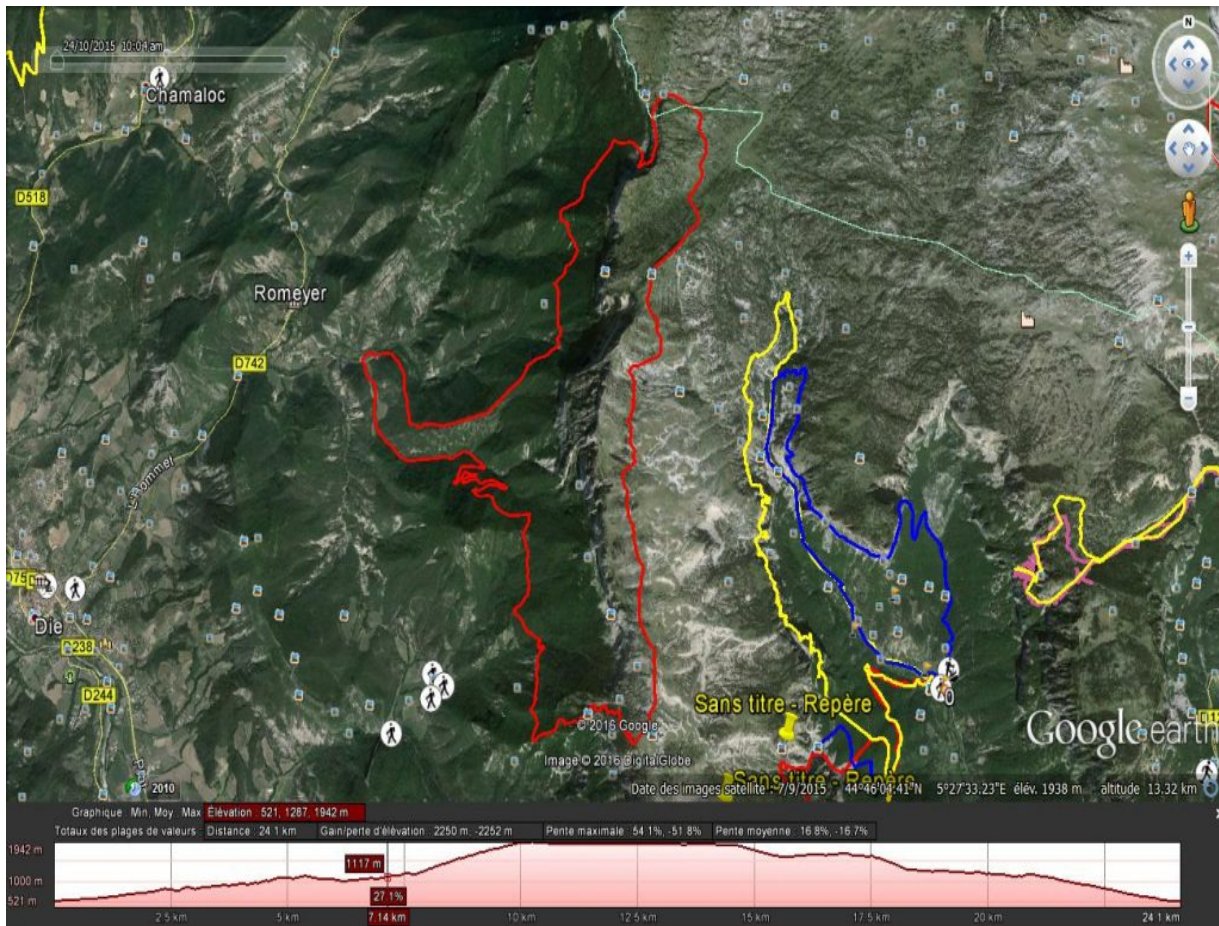 24/10/2015 10:04 am
N
Chamaloc
D518
Romeyer
D742
L'Hommet
Die
D238
D244
Sans titre - Repère
© 2016 Google
Google earth
Image © 2016 DigitalGlobe
Sans titre - Repère
2010
Date des images satellite : 7/9/2015 44°46'04.41"N 5°27'33.23"E élév. 1938 m altitude 13.32 km
Graphique Min, Moy. Max Élévation : 521, 1287, 1942 m
Totaux des plages de valeurs : Distance : 24.1 km Gain/perte d'élévation : 2250 m, -2252 m Pente maximale : 54.1%, -51.8% Pente moyenne : 16.8%, -16.7%
1942 m
1117 m
1000 m
27.1%
521 m
2.5 km 5 km 7.14 km 10 km 12.5 km 15 km 17.5 km 20 km 24.1 km